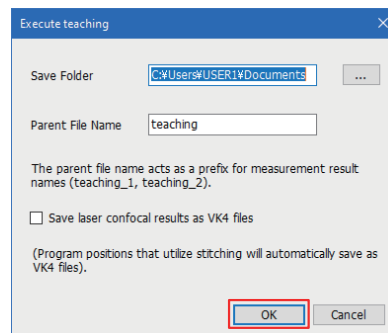 Execute teaching
Save Folder C:¥Users¥USER1¥Documents ...
Parent File Name teaching
The parent file name acts as a prefix for measurement result
names (teaching_1, teaching_2).
Save laser confocal results as VK4 files
(Program positions that utilize stitching will automatically save as
VK4 files).
OK Cancel